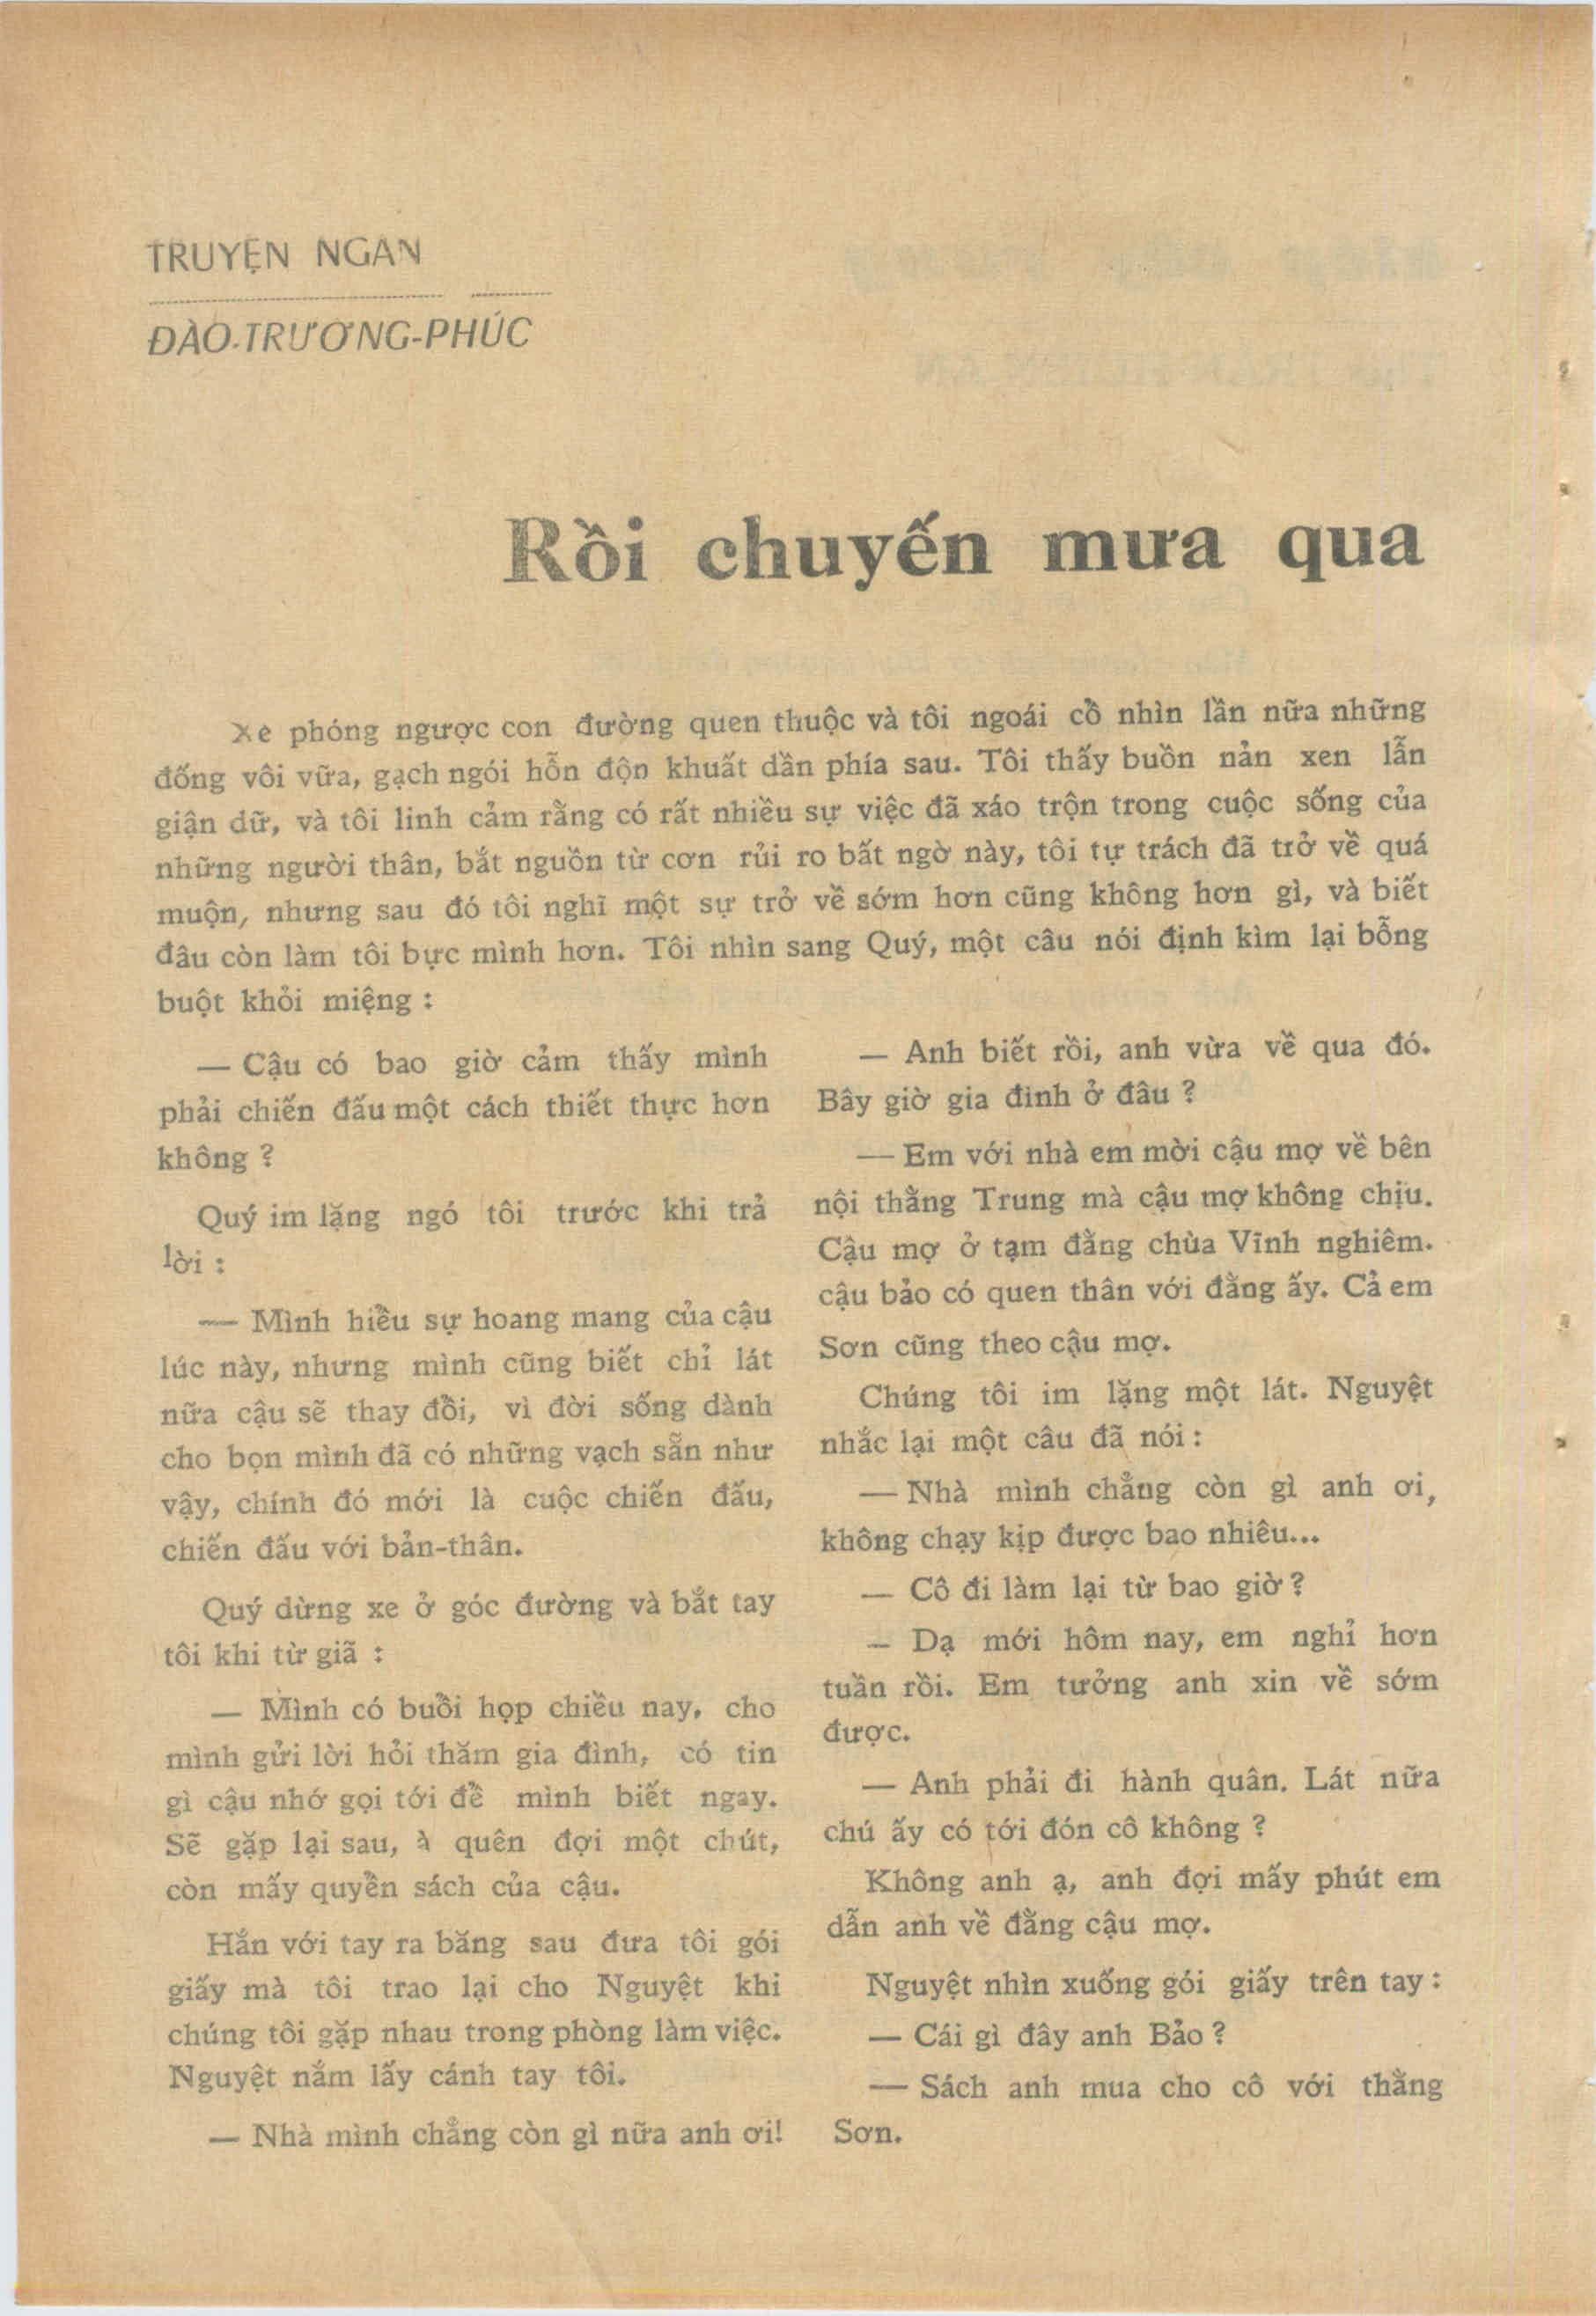 TRUYỆN NGẮN
ĐÀO-TRƯỜNG-PHÚC
Rồi chuyến mưa qua
Xe phóng ngược con đường quen thuộc và tôi ngoái cổ nhìn lần nữa những
đống vôi vữa, gạch ngói hỗn độn khuất dần phía sau. Tôi thấy buồn nản xen lẫn
giận dữ, và tôi linh cảm rằng có rất nhiều sự việc đã xáo trộn trong cuộc sống của
những người thân, bắt nguồn từ cơn rủi ro bất ngờ này, tôi tự trách đã trở về quá
muộn, nhưng sau đó tôi nghĩ một sự trở về sớm hơn cũng không hơn gì, và biết
đâu còn làm tôi bực mình hơn. Tôi nhìn sang Quý, một câu nói định kìm lại bỗng
buột khỏi miệng :
— Cậu có bao giờ cảm thấy mình
phải chiến đấu một cách thiết thực hơn
không ?
Quý im lặng ngó tôi trước khi trả
lời :
— Mình hiểu sự hoang mang của cậu
lúc này, nhưng mình cũng biết chỉ lát
nữa cậu sẽ thay đổi, vì đời sống dành
cho bọn mình đã có những vạch sẵn như
vậy, chính đó mới là cuộc chiến đấu,
chiến đấu với bản-thân.
Quý dừng xe ở góc đường và bắt tay
tôi khi từ giã :
— Mình có buổi họp chiều nay, cho
mình gửi lời hỏi thăm gia đình, có tin
gì cậu nhớ gọi tới để mình biết ngay.
Sẽ gặp lại sau, à quên đợi một chút,
còn mấy quyển sách của cậu.
Hắn với tay ra băng sau đưa tôi gói
giấy mà tôi trao lại cho Nguyệt khi
chúng tôi gặp nhau trong phòng làm việc.
Nguyệt nắm lấy cánh tay tôi.
— Nhà mình chẳng còn gì nữa anh ơi!
— Anh biết rồi, anh vừa về qua đó.
Bây giờ gia đình ở đâu ?
— Em với nhà em mời cậu mợ về bên
nội thằng Trung mà cậu mợ không chịu.
Cậu mợ ở tạm đằng chùa Vĩnh nghiêm.
cậu bảo có quen thân với đằng ấy. Cả em
Sơn cũng theo cậu mợ.
Chúng tôi im lặng một lát. Nguyệt
nhắc lại một câu đã nói :
— Nhà mình chẳng còn gì anh ơi,
không chạy kịp được bao nhiêu...
— Cô đi làm lại từ bao giờ ?
— Dạ mới hôm nay, em nghỉ hơn
tuần rồi. Em tưởng anh xin về sớm
được.
— Anh phải đi hành quân. Lát nữa
chú ấy có tới đón cô không ?
Không anh ạ, anh đợi mấy phút em
dẫn anh về đằng cậu mợ.
Nguyệt nhìn xuống gói giấy trên tay :
— Cái gì đây anh Bảo ?
— Sách anh mua cho cô với thằng
Sơn.